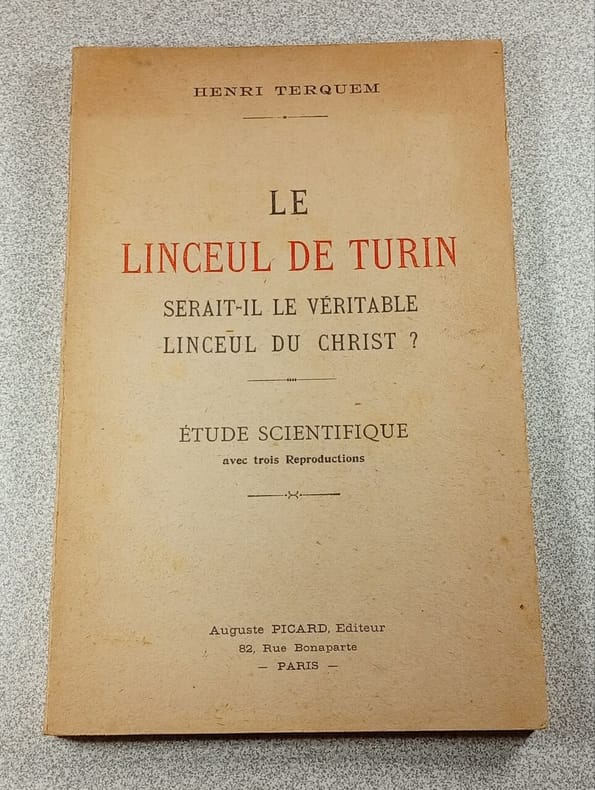 HENRI TERQUEM
LE
LINCEUL DE TURIN
SERAIT-IL LE VÉRITABLE
LINCEUL DU CHRIST ?
ÉTUDE SCIENTIFIQUE
avec trois Reproductions
Auguste PICARD, Editeur
82, Rue Bonaparte
— PARIS —